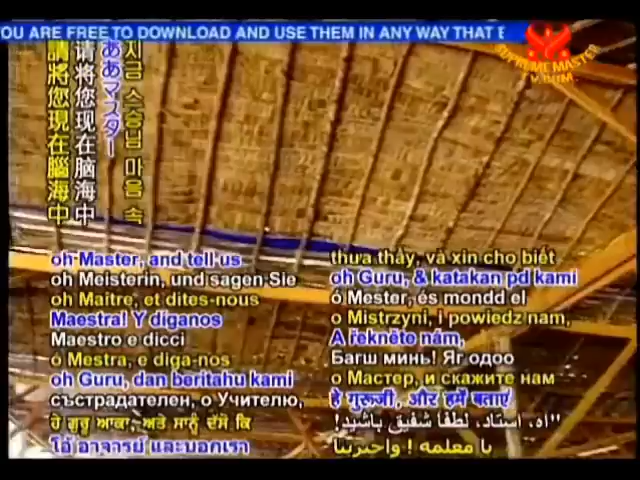 OU ARE FREE TO DOWNLOAD AND USE THEM IN ANY WAY THAT
SUPREME MASTER
TV.COM
지금 스승님 마음 속
ああマスター
请将您现在脑海中
請將您現在腦海中
oh Master, and tell us
oh Meisterin, und sagen Sie
oh Maître, et dites-nous
Maestra! Y díganos
Maestro e dicci
ó Mestra, e diga-nos
oh Guru, dan beritahu kami
състрадателен, о Учителю,
ਹੇ ਗੁਰੂ ਆਕਾ, ਅਤੇ ਸਾਨੂੰ ਦੱਸੋ ਕਿ
โอ้ อาจารย์ และบอกเรา
thưa thầy, và xin cho biết
oh Guru, & katakan pd kami
ó Mester, és mondd el
o Mistrzyni, i powiedz nam,
A řekněte nám,
Багш минь! Яг одоо
о Мастер, и скажите нам
हे गुरूजी, और हमें बताएं
"اه، استاد، لطفا شفیق باشید!
يا معلمه ! واخبرينا